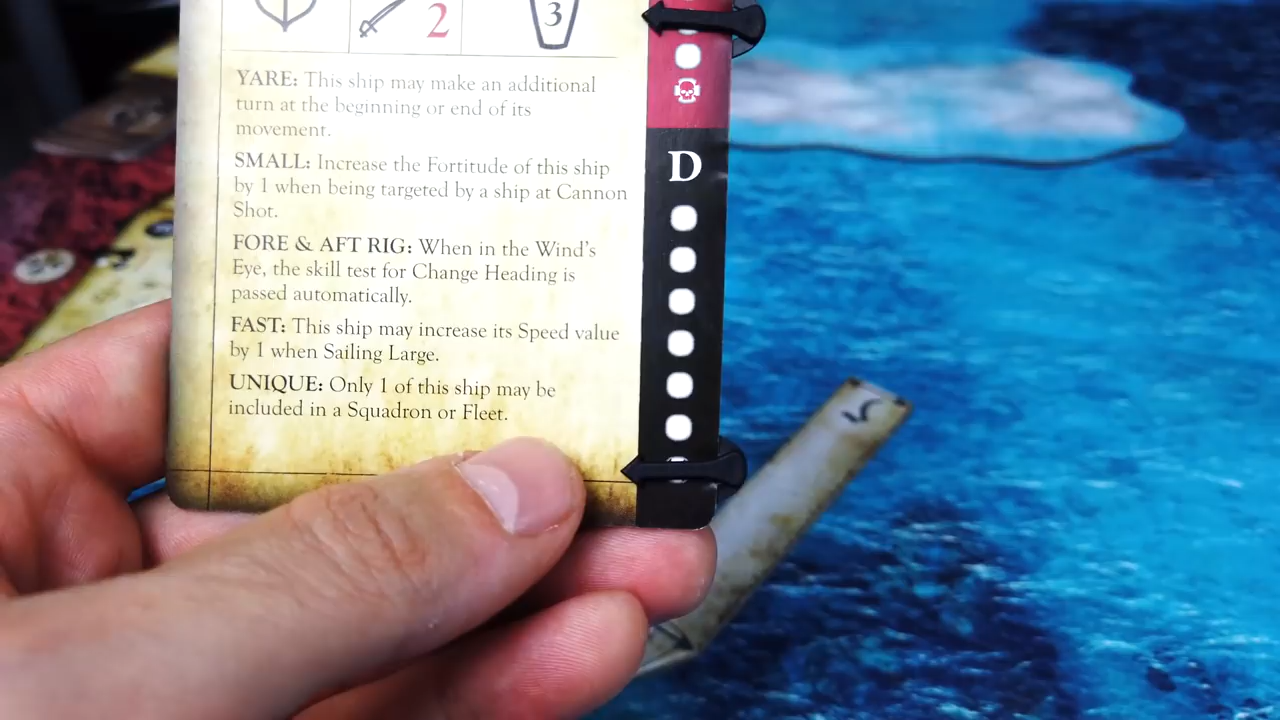 2
3
YARE: This ship may make an additional
turn at the beginning or end of its
movement.
SMALL: Increase the Fortitude of this ship
by 1 when being targeted by a ship at Cannon
Shot.
FORE & AFT RIG: When in the Wind's
Eye, the skill test for Change Heading is
passed automatically.
FAST: This ship may increase its Speed value
by 1 when Sailing Large.
UNIQUE: Only 1 of this ship may be
included in a Squadron or Fleet.
D